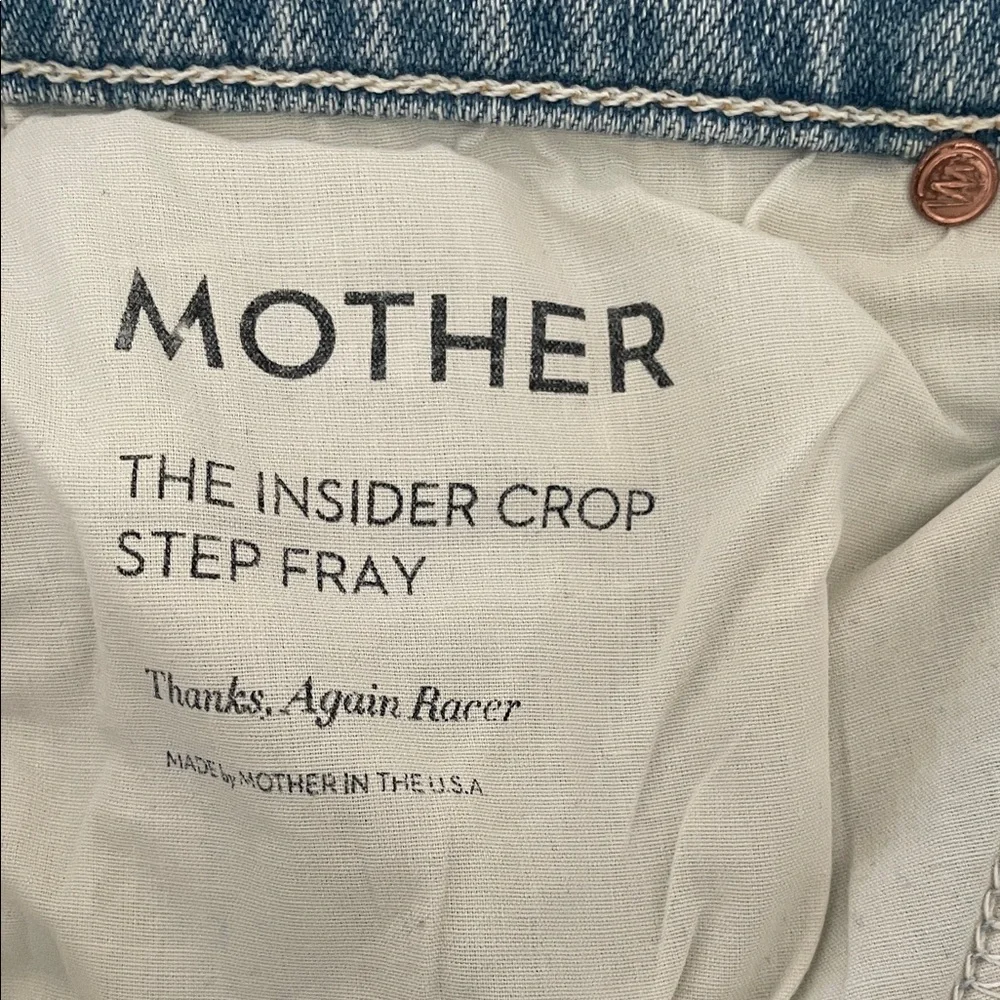 MOTHER
THE INSIDER CROP
STEP FRAY
Thanks, Again Racer
MADE by MOTHER IN THE U.S.A